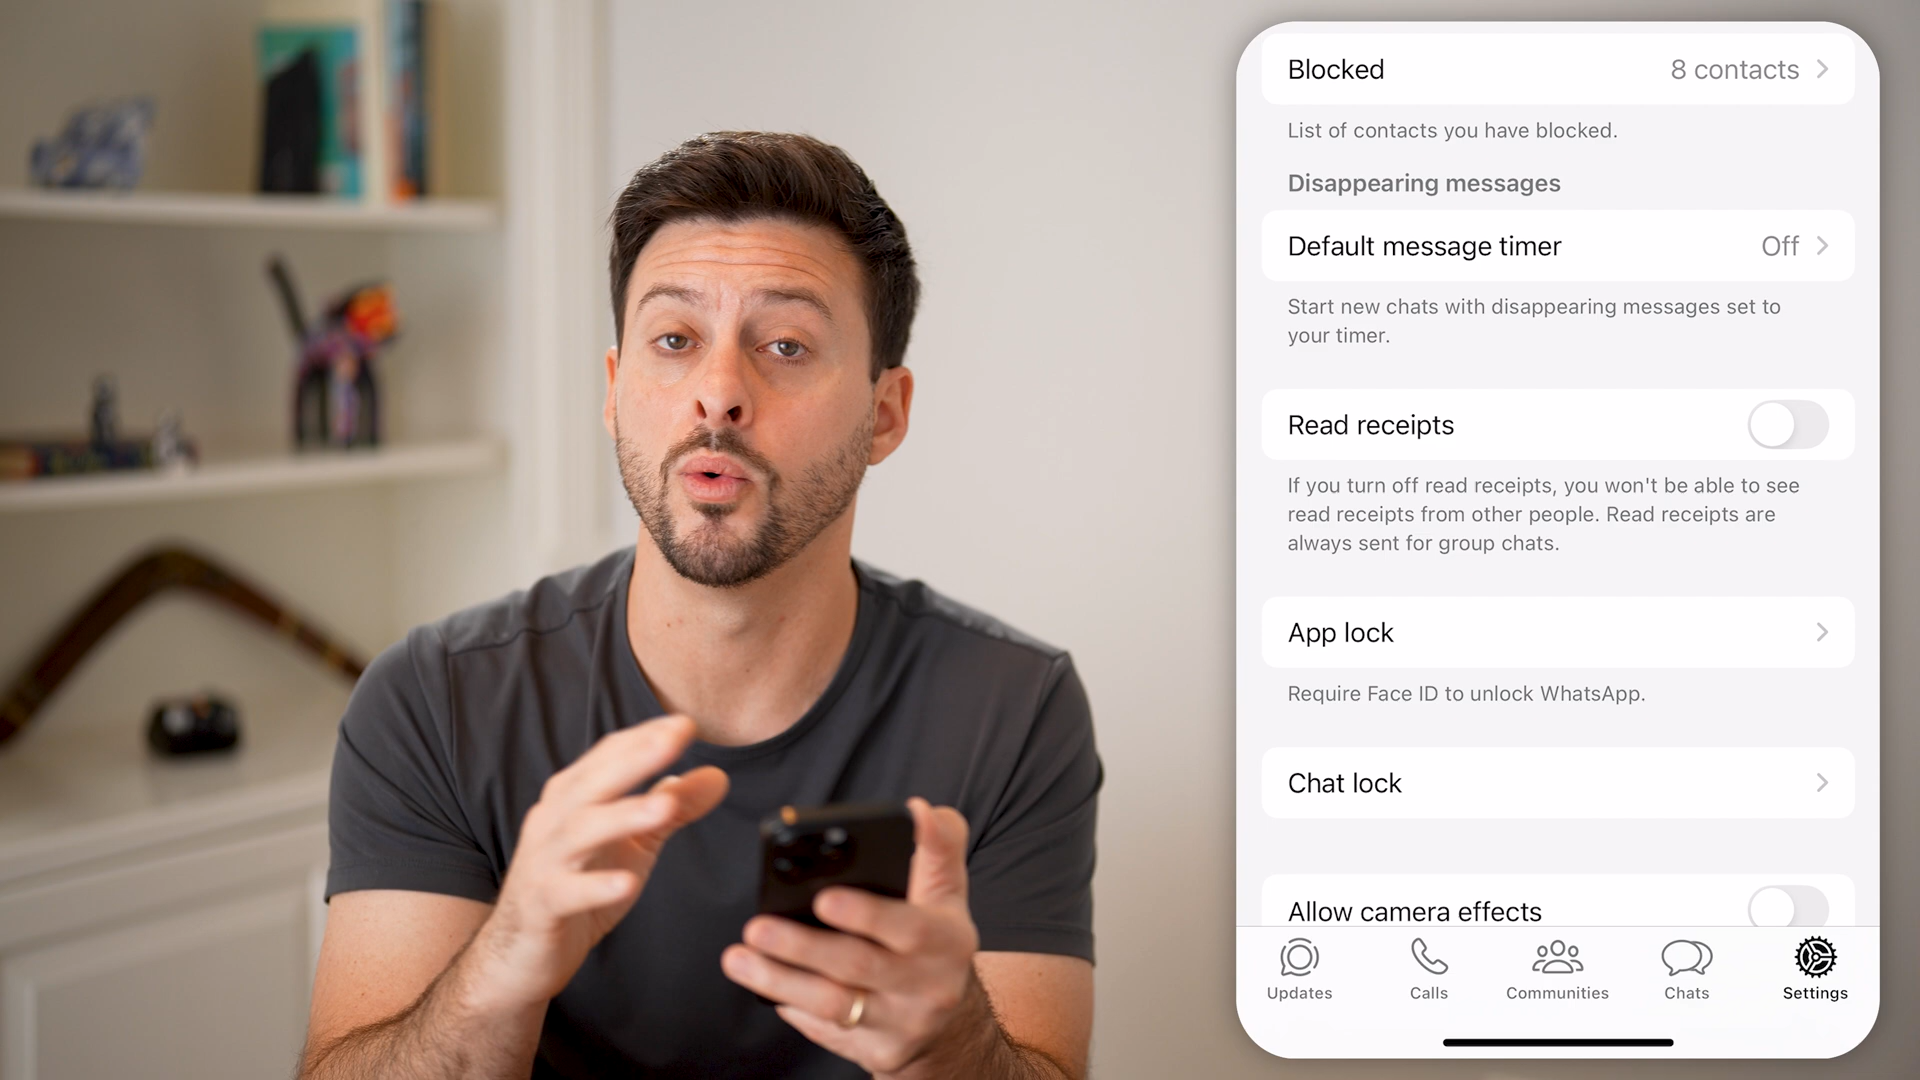 Blocked 8 contacts
List of contacts you have blocked.
Disappearing messages
Default message timer Off
Start new chats with disappearing messages set to
your timer.
Read receipts
If you turn off read receipts, you won't be able to see
read receipts from other people. Read receipts are
always sent for group chats.
App lock
Require Face ID to unlock WhatsApp.
Chat lock
Allow camera effects
Updates Calls Communities Chats Settings